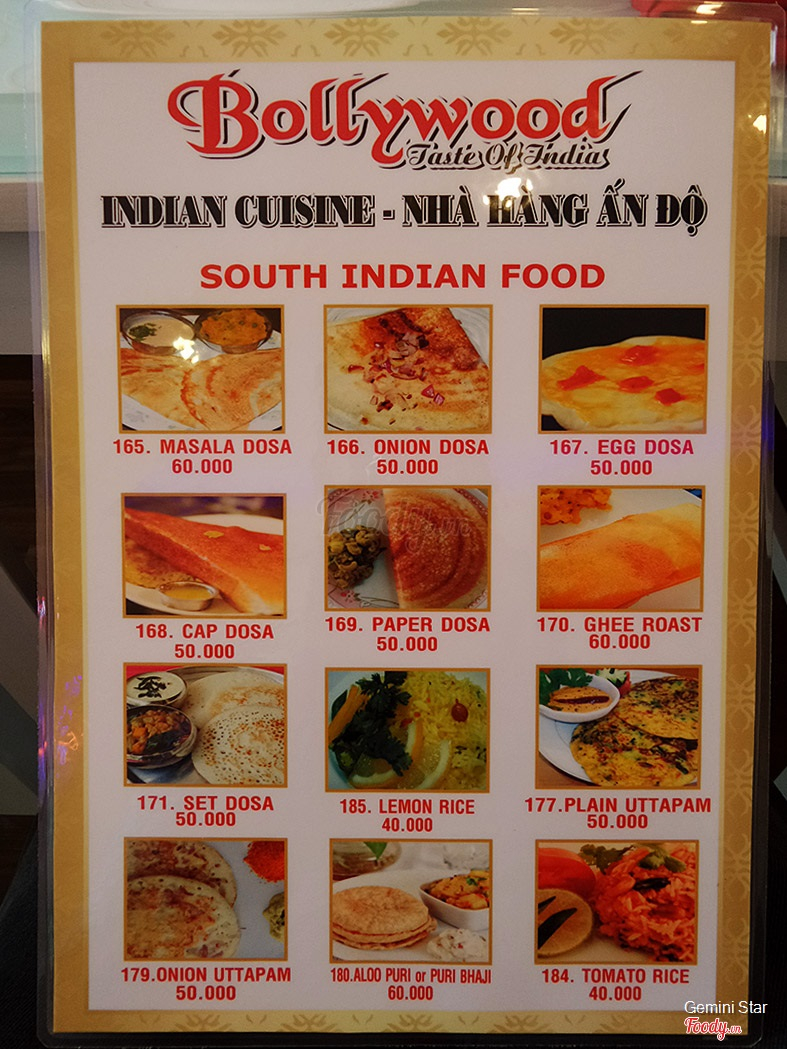 Bollywood
Taste Of India
INDIAN CUISINE - NHÀ HÀNG ẤN ĐỘ
SOUTH INDIAN FOOD
165. MASALA DOSA
60.000
166. ONION DOSA
50.000
167. EGG DOSA
50.000
168. CAP DOSA
50.000
169. PAPER DOSA
50.000
170. GHEE ROAST
60.000
171. SET DOSA
50.000
185. LEMON RICE
40.000
177.PLAIN UTTAPAM
50.000
179.ONION UTTAPAM
50.000
180.ALOO PURI or PURI BHAJI
60.000
184. TOMATO RICE
40.000
Foody.vn
Gemini Star
Foody.vn